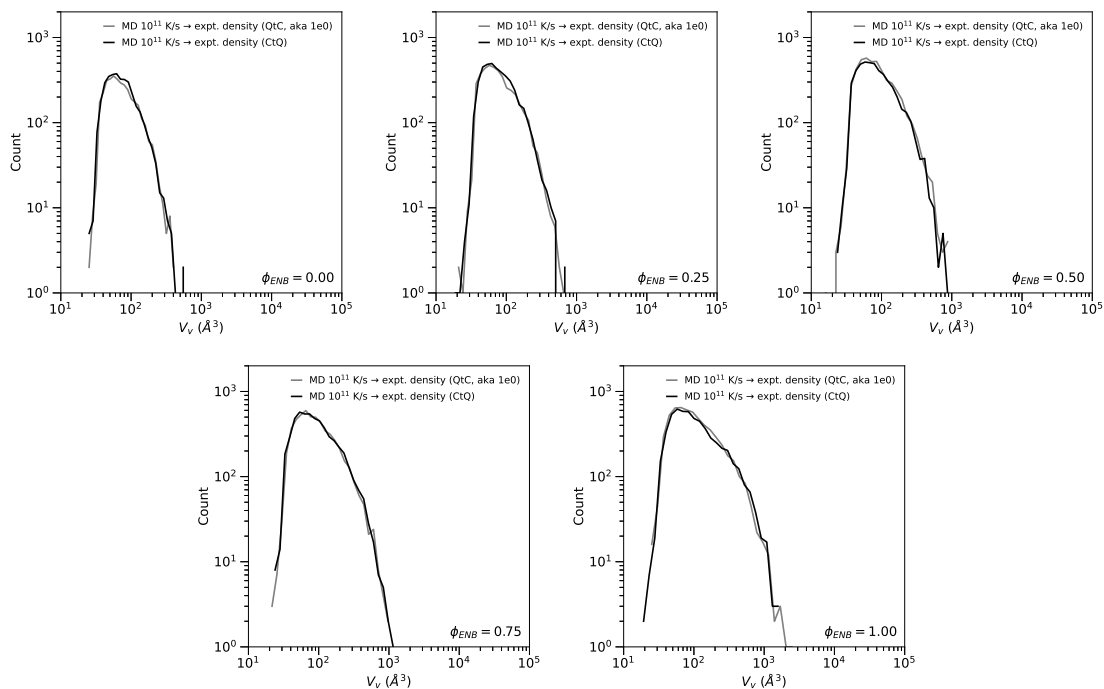 10³
10²
10¹
10⁰
Count
10¹
10²
10³
10⁴
10⁵
V_v (Å³)
MD 10¹¹ K/s → expt. density (QtC, aka 1e0)
MD 10¹¹ K/s → expt. density (CtQ)
ϕ_ENB = 0.00
10³
10²
10¹
10⁰
Count
10¹
10²
10³
10⁴
10⁵
V_v (Å³)
MD 10¹¹ K/s → expt. density (QtC, aka 1e0)
MD 10¹¹ K/s → expt. density (CtQ)
ϕ_ENB = 0.25
10³
10²
10¹
10⁰
Count
10¹
10²
10³
10⁴
10⁵
V_v (Å³)
MD 10¹¹ K/s → expt. density (QtC, aka 1e0)
MD 10¹¹ K/s → expt. density (CtQ)
ϕ_ENB = 0.50
10³
10²
10¹
10⁰
Count
10¹
10²
10³
10⁴
10⁵
V_v (Å³)
MD 10¹¹ K/s → expt. density (QtC, aka 1e0)
MD 10¹¹ K/s → expt. density (CtQ)
ϕ_ENB = 0.75
10³
10²
10¹
10⁰
Count
10¹
10²
10³
10⁴
10⁵
V_v (Å³)
MD 10¹¹ K/s → expt. density (QtC, aka 1e0)
MD 10¹¹ K/s → expt. density (CtQ)
ϕ_ENB = 1.00